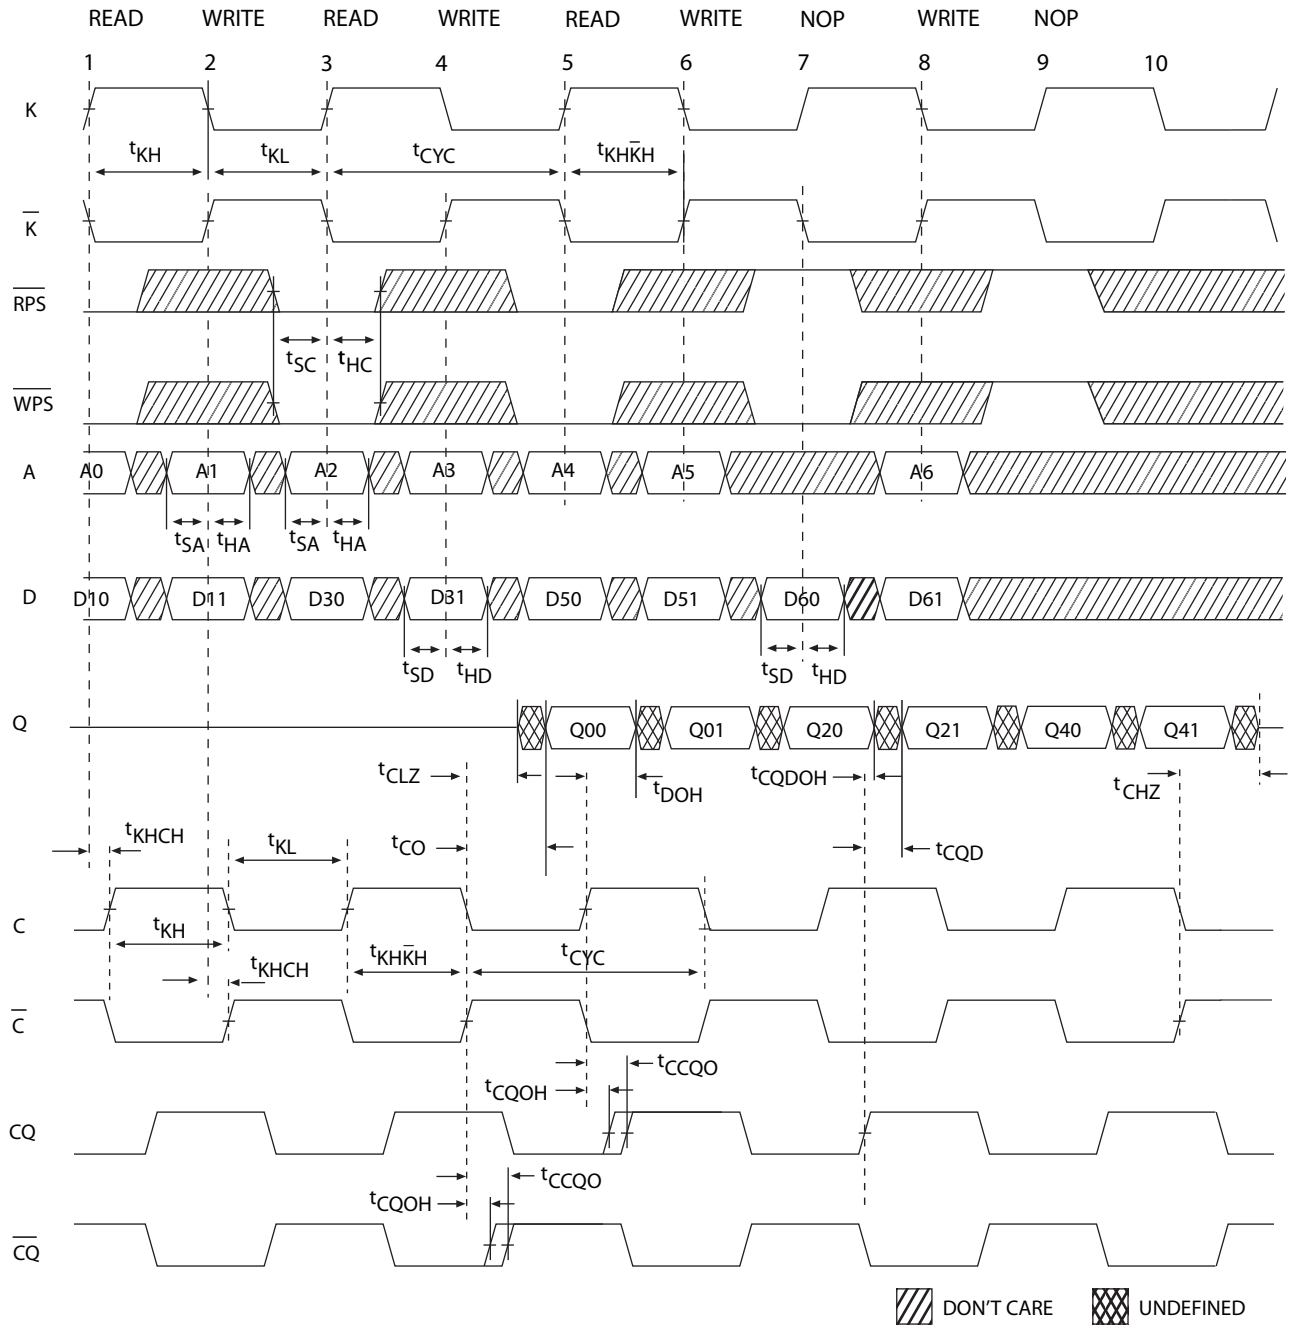 READ WRITE READ WRITE READ WRITE NOP WRITE NOP
1 2 3 4 5 6 7 8 9 10
K
tKH tKL tCYC tKHK̅H
K̅
R̅P̅S̅
tSC tHC
W̅P̅S̅
A A0 A1 A2 A3 A4 A5 A6
tSA tHA tSA tHA
D D10 D11 D30 D31 D50 D51 D60 D61
tSD tHD tSD tHD
Q Q00 Q01 Q20 Q21 Q40 Q41
tCLZ tDOH tCQDOH tCHZ
tKHCH tKL tCO tCQD
C
tKH tKHK̅H tCYC
tKHCH
C̅
tCCQO
tCQOH
CQ
tCCQO
tCQOH
C̅Q̅
DON'T CARE UNDEFINED